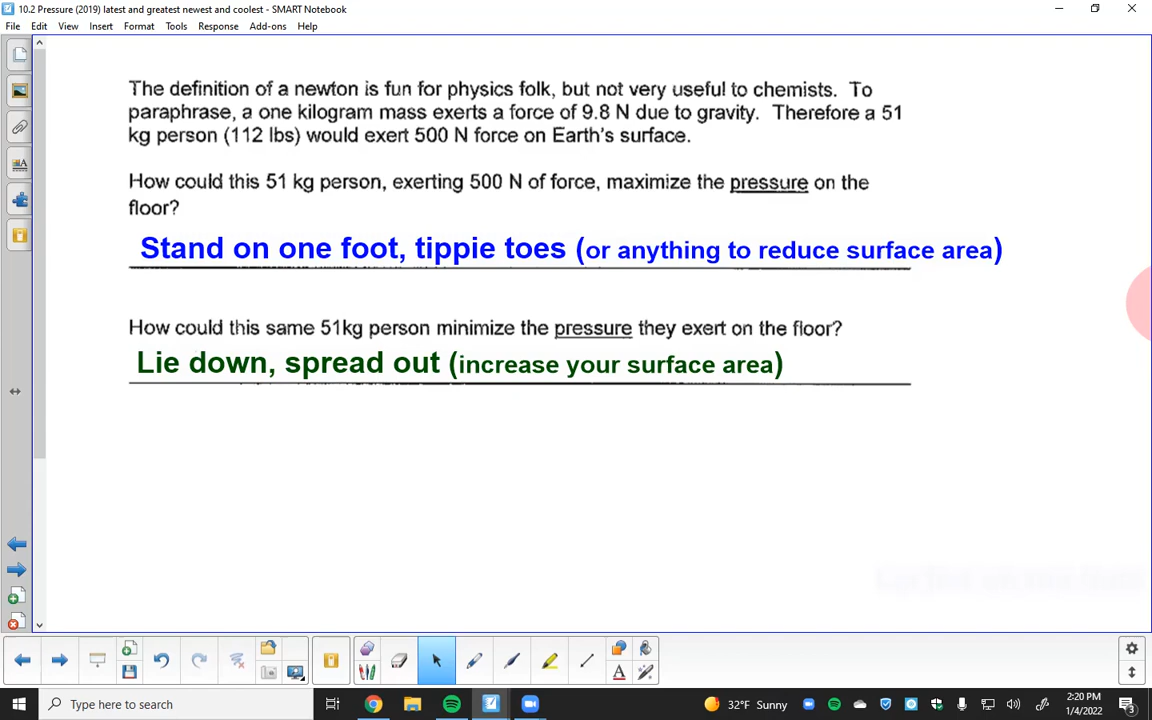 10.2 Pressure (2019) latest and greatest newest and coolest - SMART Notebook
File Edit View Insert Format Tools Response Add-ons Help
The definition of a newton is fun for physics folk, but not very useful to chemists. To
paraphrase, a one kilogram mass exerts a force of 9.8 N due to gravity. Therefore a 51
kg person (112 lbs) would exert 500 N force on Earth's surface.
How could this 51 kg person, exerting 500 N of force, maximize the pressure on the
floor?
Stand on one foot, tippie toes (or anything to reduce surface area)
How could this same 51kg person minimize the pressure they exert on the floor?
Lie down, spread out (increase your surface area)
Type here to search
32°F Sunny
2:20 PM
1/4/2022
3